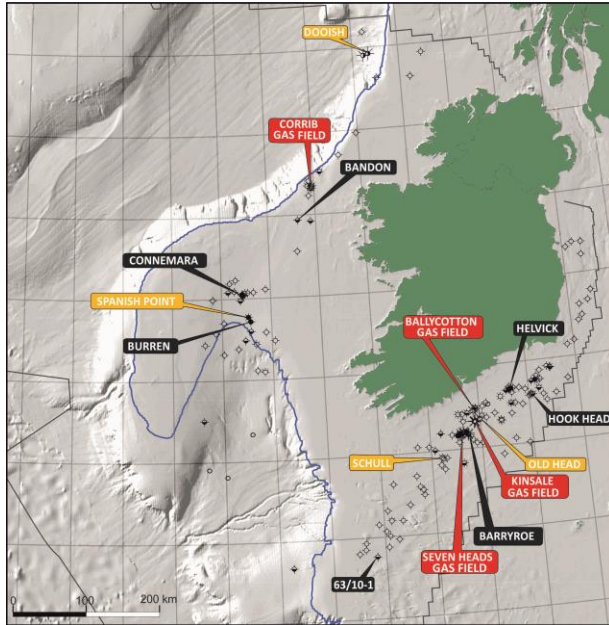 DOOISH
CORRIB
GAS FIELD
BANDON
CONNEMARA
SPANISH POINT
BURREN
BALLYCOTTON
GAS FIELD
HELVICK
HOOK HEAD
SCHULL
OLD HEAD
KINSALE
GAS FIELD
BARRYROE
SEVEN HEADS
GAS FIELD
63/10-1
0 100 200 km